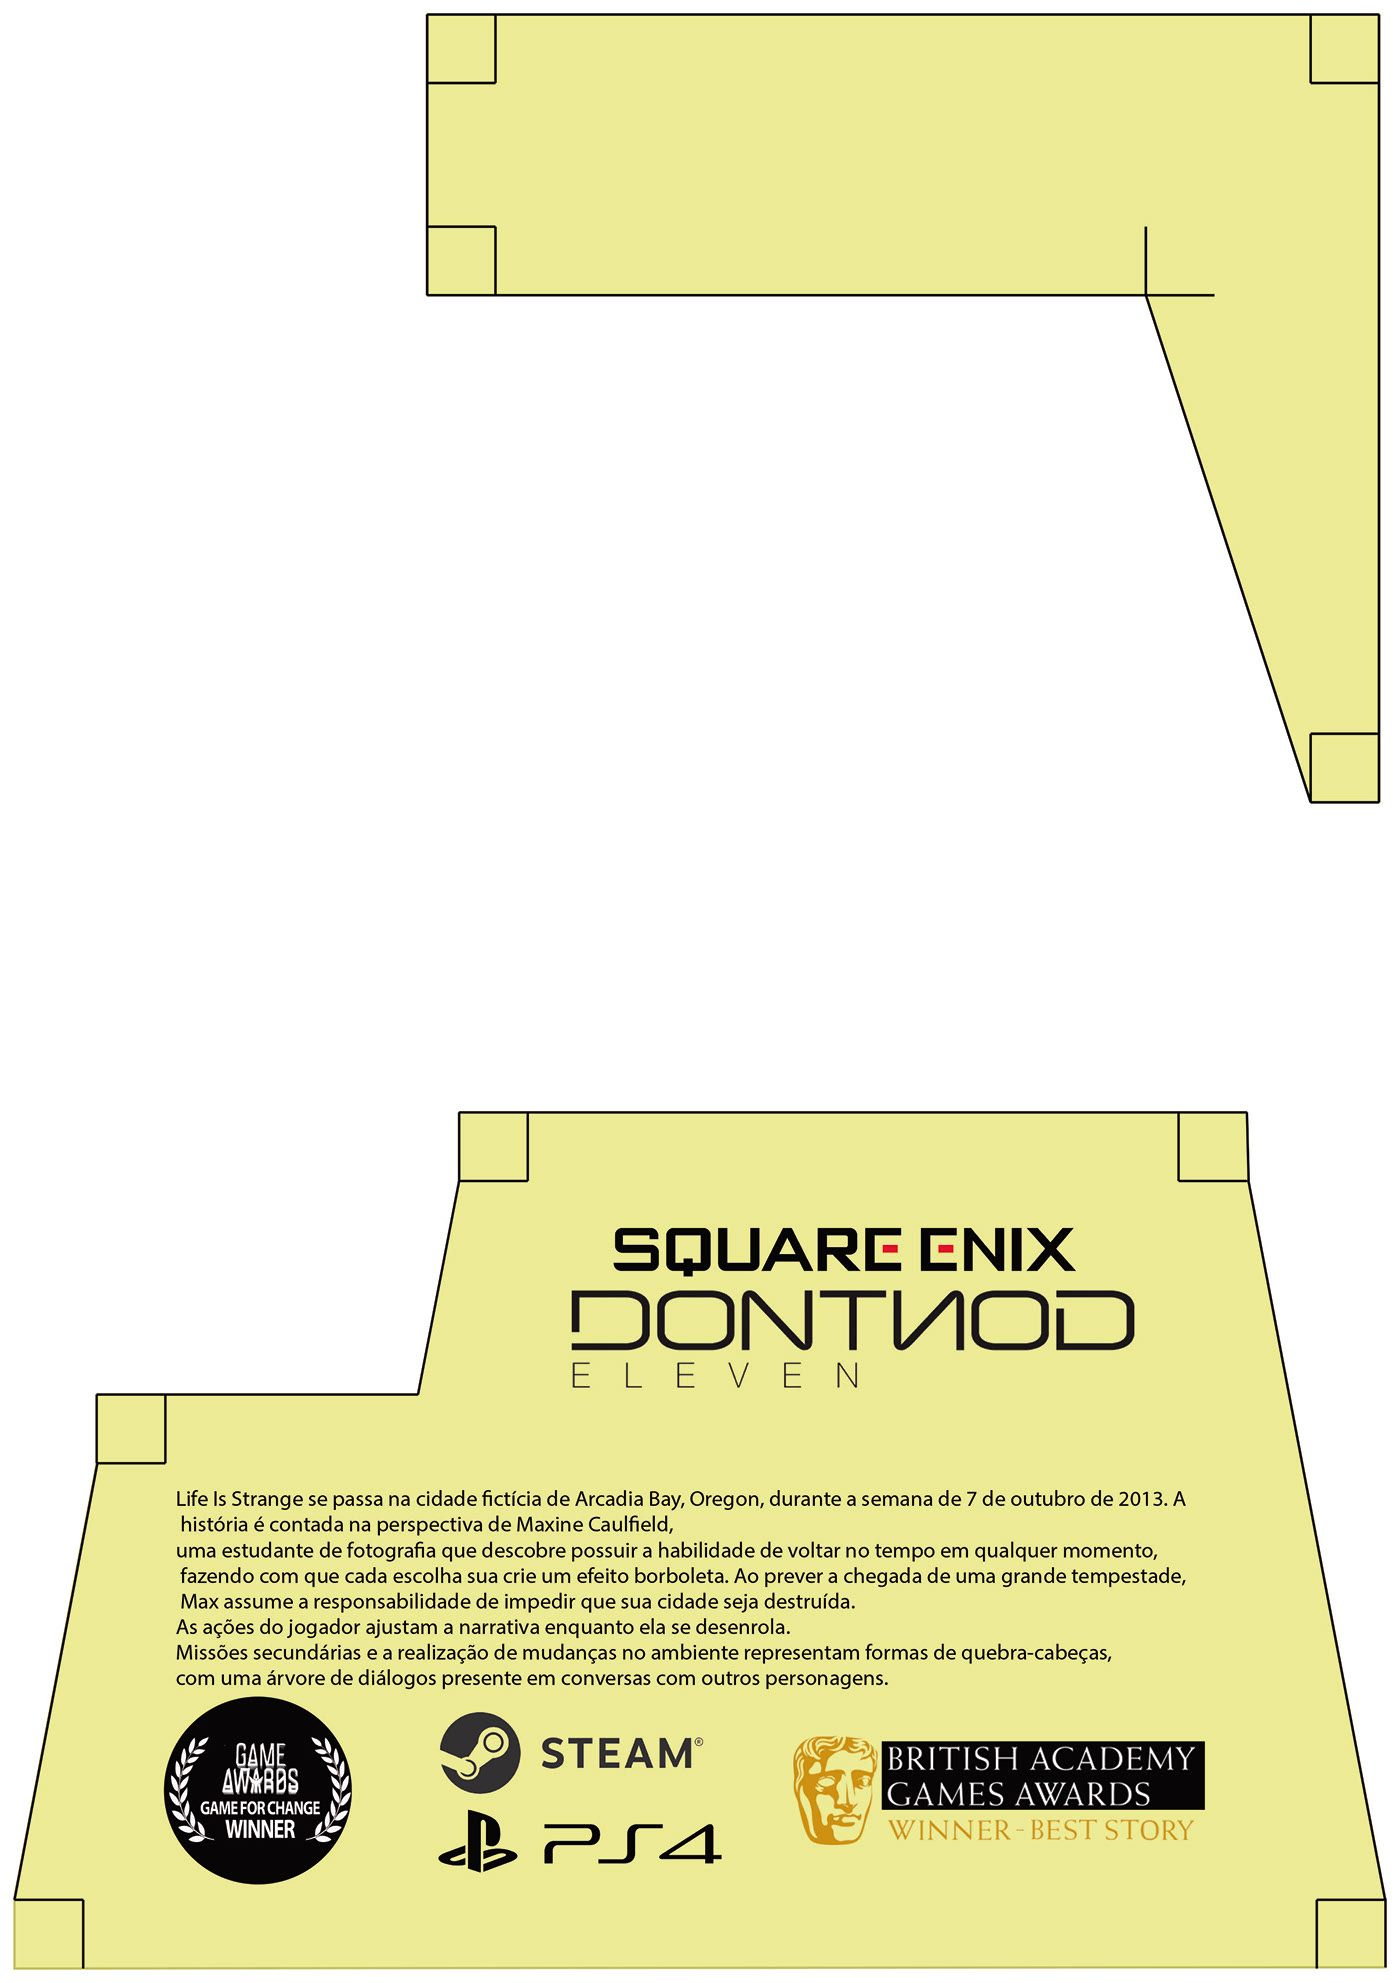 SQUARE ENIX
DONTNOD
ELEVEN
Life Is Strange se passa na cidade fictícia de Arcadia Bay, Oregon, durante a semana de 7 de outubro de 2013. A
história é contada na perspectiva de Maxine Caulfield,
uma estudante de fotografia que descobre possuir a habilidade de voltar no tempo em qualquer momento,
fazendo com que cada escolha sua crie um efeito borboleta. Ao prever a chegada de uma grande tempestade,
Max assume a responsabilidade de impedir que sua cidade seja destruída.
As ações do jogador ajustam a narrativa enquanto ela se desenrola.
Missões secundárias e a realização de mudanças no ambiente representam formas de quebra-cabeças,
com uma árvore de diálogos presente em conversas com outros personagens.
GAME
AWARDS
GAME FOR CHANGE
WINNER
STEAM®
PS4
BRITISH ACADEMY
GAMES AWARDS
WINNER - BEST STORY